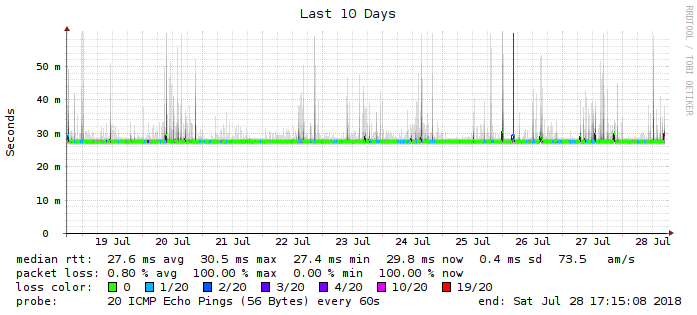 Last 10 Days
RRDTOOL / TOBI OETIKER
Seconds
50 m
40 m
30 m
20 m
10 m
0
19 Jul 20 Jul 21 Jul 22 Jul 23 Jul 24 Jul 25 Jul 26 Jul 27 Jul 28 Jul
median rtt: 27.6 ms avg 30.5 ms max 27.4 ms min 29.8 ms now 0.4 ms sd 73.5 am/s
packet loss: 0.80 % avg 100.00 % max 0.00 % min 100.00 % now
loss color: 0 1/20 2/20 3/20 4/20 10/20 19/20
probe: 20 ICMP Echo Pings (56 Bytes) every 60s end: Sat Jul 28 17:15:08 2018